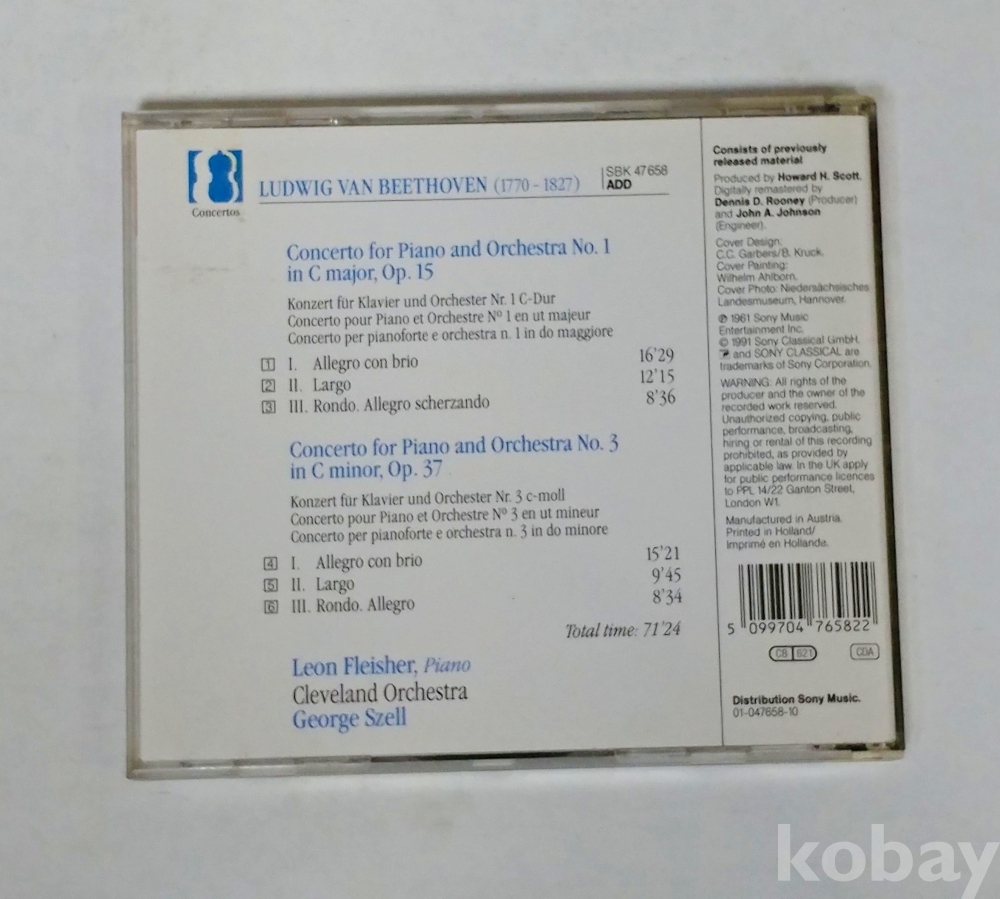 Concertos
LUDWIG VAN BEETHOVEN (1770 - 1827)
SBK 47658
ADD
Concerto for Piano and Orchestra No. 1
in C major, Op. 15
Konzert für Klavier und Orchester Nr. 1 C-Dur
Concerto pour Piano et Orchestre Nº 1 en ut majeur
Concerto per pianoforte e orchestra n. 1 in do maggiore
1 I. Allegro con brio 16'29
2 II. Largo 12'15
3 III. Rondo. Allegro scherzando 8'36
Concerto for Piano and Orchestra No. 3
in C minor, Op. 37
Konzert für Klavier und Orchester Nr. 3 c-moll
Concerto pour Piano et Orchestre Nº 3 en ut mineur
Concerto per pianoforte e orchestra n. 3 in do minore
4 I. Allegro con brio 15'21
5 II. Largo 9'45
6 III. Rondo. Allegro 8'34
Total time: 71'24
Leon Fleisher, Piano
Cleveland Orchestra
George Szell
Consists of previously
released material
Produced by Howard H. Scott.
Digitally remastered by
Dennis D. Rooney (Producer)
and John A. Johnson
(Engineer).
Cover Design:
C.C. Garbers/B. Kruck.
Cover Painting:
Wilhelm Ahlborn.
Cover Photo: Niedersächsisches
Landesmuseum, Hannover.
℗ 1961 Sony Music
Entertainment Inc.
© 1991 Sony Classical GmbH.
and SONY CLASSICAL are
trademarks of Sony Corporation.
WARNING: All rights of the
producer and the owner of the
recorded work reserved.
Unauthorized copying, public
performance, broadcasting,
hiring or rental of this recording
prohibited, as provided by
applicable law. In the UK apply
for public performance licences
to PPL 14/22 Ganton Street,
London W1.
Manufactured in Austria.
Printed in Holland/
Imprimé en Hollande.
5 099704 765822
CB 821 CDA
Distribution Sony Music.
01-047658-10
kobay